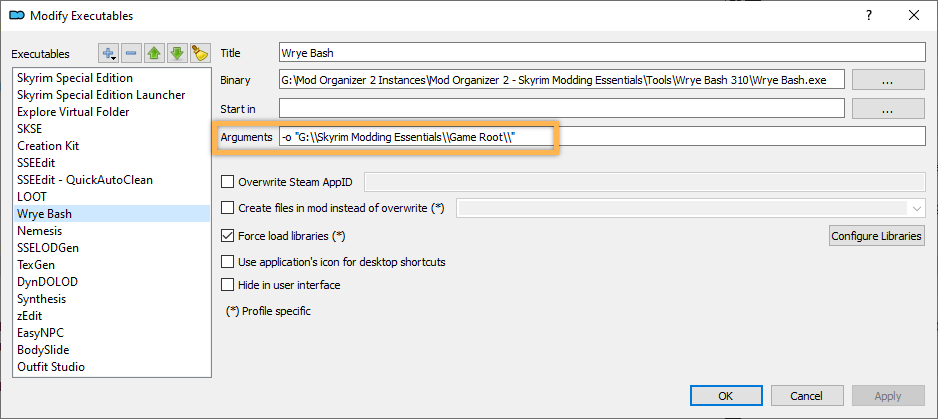 Modify Executables
?
Executables
Skyrim Special Edition
Skyrim Special Edition Launcher
Explore Virtual Folder
SKSE
Creation Kit
SSEEdit
SSEEdit - QuickAutoClean
LOOT
Wrye Bash
Nemesis
SSELODGen
TexGen
DynDOLOD
Synthesis
zEdit
EasyNPC
BodySlide
Outfit Studio
Title
Wrye Bash
Binary
G:\Mod Organizer 2 Instances\Mod Organizer 2 - Skyrim Modding Essentials\Tools\Wrye Bash 310\Wrye Bash.exe
...
Start in
...
Arguments
-o "G:\\Skyrim Modding Essentials\\Game Root\\"
Overwrite Steam AppID
Create files in mod instead of overwrite (*)
Force load libraries (*)
Configure Libraries
Use application's icon for desktop shortcuts
Hide in user interface
(*) Profile specific
OK
Cancel
Apply